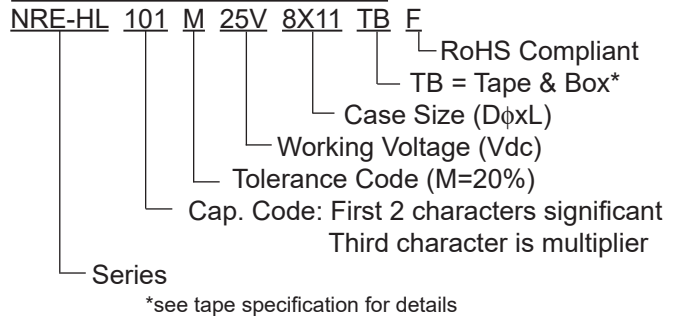 NRE-HL 101 M 25V 8X11 TB F
RoHS Compliant
TB = Tape & Box*
Case Size (DϕxL)
Working Voltage (Vdc)
Tolerance Code (M=20%)
Cap. Code: First 2 characters significant
Third character is multiplier
Series
*see tape specification for details